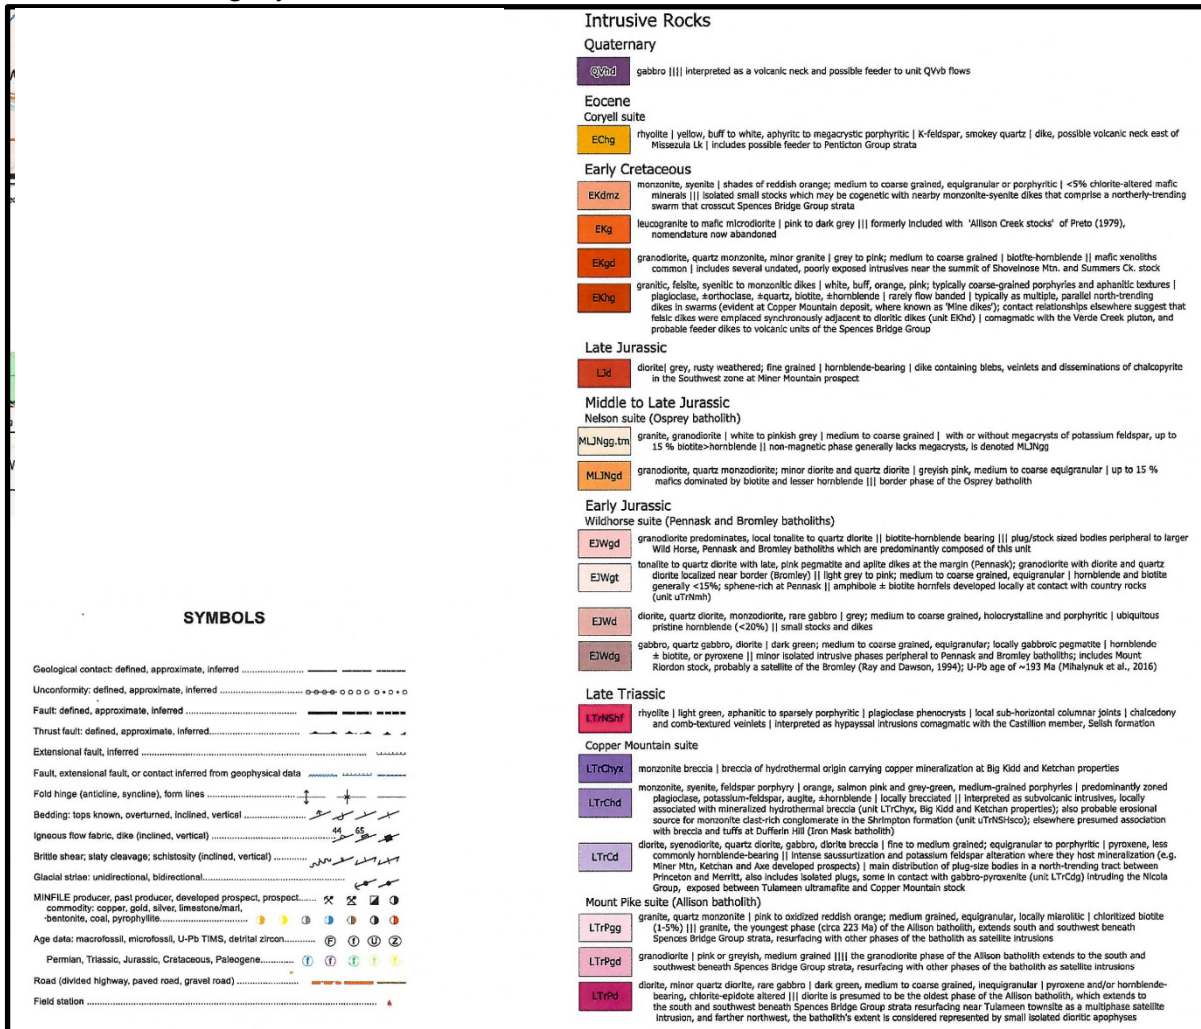 Intrusive Rocks
Quaternary
QVhd
gabbro |||| interpreted as a volcanic neck and possible feeder to unit QVvb flows
Eocene
Coryell suite
EChg
rhyolite | yellow, buff to white, aphyritc to megacrystic porphyritic | K-feldspar, smokey quartz | dike, possible volcanic neck east of
Missezula Lk | includes possible feeder to Penticton Group strata
Early Cretaceous
EKdmz
monzonite, syenite | shades of reddish orange; medium to coarse grained, equigranular or porphyritic | <5% chlorite-altered mafic
minerals ||| isolated small stocks which may be cogenetic with nearby monzonite-syenite dikes that comprise a northerly-trending
swarm that crosscut Spences Bridge Group strata
EKg
leucogranite to mafic microdiorite | pink to dark grey ||| formerly included with 'Allison Creek stocks' of Preto (1979),
nomenclature now abandoned
EKgd
granodiorite, quartz monzonite, minor granite | grey to pink; medium to coarse grained | biotite-hornblende || mafic xenoliths
common | includes several undated, poorly exposed intrusives near the summit of Shovelnose Mtn. and Summers Ck. stock
EKhg
granitic, felsite, syenitic to monzonitic dikes | white, buff, orange, pink; typically coarse-grained porphyries and aphanitic textures |
plagioclase, ±orthoclase, ±quartz, biotite, ±hornblende | rarely flow banded | typically as multiple, parallel north-trending
dikes in swarms (evident at Copper Mountain deposit, where known as 'Mine dikes'); contact relationships elsewhere suggest that
felsic dikes were emplaced synchronously adjacent to dioritic dikes (unit EKhd) | comagmatic with the Verde Creek pluton, and
probable feeder dikes to volcanic units of the Spences Bridge Group
Late Jurassic
LJd
diorite| grey, rusty weathered; fine grained | hornblende-bearing | dike containing blebs, veinlets and disseminations of chalcopyrite
in the Southwest zone at Miner Mountain prospect
Middle to Late Jurassic
Nelson suite (Osprey batholith)
MLJNgg.tm
granite, granodiorite | white to pinkish grey | medium to coarse grained | with or without megacrysts of potassium feldspar, up to
15 % biotite>hornblende || non-magnetic phase generally lacks megacrysts, is denoted MLJNgg
MLJNgd
granodiorite, quartz monzodiorite; minor diorite and quartz diorite | greyish pink, medium to coarse equigranular | up to 15 %
mafics dominated by biotite and lesser hornblende ||| border phase of the Osprey batholith
Early Jurassic
Wildhorse suite (Pennask and Bromley batholiths)
EJWgd
granodiorite predominates, local tonalite to quartz diorite || biotite-hornblende bearing ||| plug/stock sized bodies peripheral to larger
Wild Horse, Pennask and Bromley batholiths which are predominantly composed of this unit
EJWgt
tonalite to quartz diorite with late, pink pegmatite and aplite dikes at the margin (Pennask); granodiorite with diorite and quartz
diorite localized near border (Bromley) || light grey to pink; medium to coarse grained, equigranular | hornblende and biotite
generally <15%; sphene-rich at Pennask || amphibole ± biotite hornfels developed locally at contact with country rocks
(unit uTrNmh)
EJWd
diorite, quartz diorite, monzodiorite, rare gabbro | grey; medium to coarse grained, holocrystalline and porphyritic | ubiquitous
pristine hornblende (<20%) || small stocks and dikes
EJWdg
gabbro, quartz gabbro, diorite | dark green; medium to coarse grained, equigranular; locally gabbroic pegmatite | hornblende
± biotite, or pyroxene || minor isolated intrusive phases peripheral to Pennask and Bromley batholiths; includes Mount
Riordon stock, probably a satellite of the Bromley (Ray and Dawson, 1994); U-Pb age of ~193 Ma (Mihalynuk et al., 2016)
Late Triassic
LTrNShf
rhyolite | light green, aphanitic to sparsely porphyritic | plagioclase phenocrysts | local sub-horizontal columnar joints | chalcedony
and comb-textured veinlets | interpreted as hypayssal intrusions comagmatic with the Castillion member, Selish formation
Copper Mountain suite
LTrChyx
monzonite breccia | breccia of hydrothermal origin carrying copper mineralization at Big Kidd and Ketchan properties
LTrChd
monzonite, syenite, feldspar porphyry | orange, salmon pink and grey-green, medium-grained porphyries | predominantly zoned
plagioclase, potassium-feldspar, augite, ±hornblende | locally brecciated || interpreted as subvolcanic intrusives, locally
associated with mineralized hydrothermal breccia (unit LTrChyx, Big Kidd and Ketchan properties); also probable erosional
source for monzonite clast-rich conglomerate in the Shrimpton formation (unit uTrNSHsco); elsewhere presumed association
with breccia and tuffs at Dufferin Hill (Iron Mask batholith)
LTrCd
diorite, syenodiorite, quartz diorite, gabbro, diorite breccia | fine to medium grained; equigranular to porphyritic | pyroxene, less
commonly hornblende-bearing || intense saussuritization and potassium feldspar alteration where they host mineralization (e.g.
Miner Mtn, Ketchan and Axe developed prospects) | main distribution of plug-size bodies in a north-trending tract between
Princeton and Merritt, also includes isolated plugs, some in contact with gabbro-pyroxenite (unit LTrCdg) intruding the Nicola
Group, exposed between Tulameen ultramafite and Copper Mountain stock
Mount Pike suite (Allison batholith)
LTrPgg
granite, quartz monzonite | pink to oxidized reddish orange; medium grained, equigranular, locally miarolitic | chloritized biotite
(1-5%) ||| granite, the youngest phase (circa 223 Ma) of the Allison batholith, extends south and southwest beneath
Spences Bridge Group strata, resurfacing with other phases of the batholith as satellite intrusions
LTrPgd
granodiorite | pink or greyish, medium grained |||| the granodiorite phase of the Allison batholith extends to the south and
southwest beneath Spences Bridge Group strata, resurfacing with other phases of the batholith as satellite intrusions
LTrPd
diorite, minor quartz diorite, rare gabbro | dark green, medium to coarse grained, inequigranular | pyroxene and/or hornblende-
bearing, chlorite-epidote altered ||| diorite is presumed to be the oldest phase of the Allison batholith, which extends to
the south and southwest beneath Spences Bridge Group strata resurfacing near Tulameen townsite as a multiphase satellite
intrusion, and farther northwest, the batholith's extent is considered represented by small isolated dioritic apophyses
SYMBOLS
Geological contact: defined, approximate, inferred
Unconformity: defined, approximate, inferred
Fault: defined, approximate, inferred
Thrust fault: defined, approximate, inferred
Extensional fault, inferred
Fault, extensional fault, or contact inferred from geophysical data
Fold hinge (anticline, syncline), form lines
Bedding: tops known, overturned, inclined, vertical
Igneous flow fabric, dike (inclined, vertical) 44 65
Brittle shear; slaty cleavage; schistosity (inclined, vertical)
Glacial striae: unidirectional, bidirectional
MINFILE producer, past producer, developed prospect, prospect
commodity: copper, gold, silver, limestone/marl,
bentonite, coal, pyrophyllite
Age data: macrofossil, microfossil, U-Pb TIMS, detrital zircon F f U Z
Permian, Triassic, Jurassic, Cretaceous, Paleogene f f f f f
Road (divided highway, paved road, gravel road)
Field station